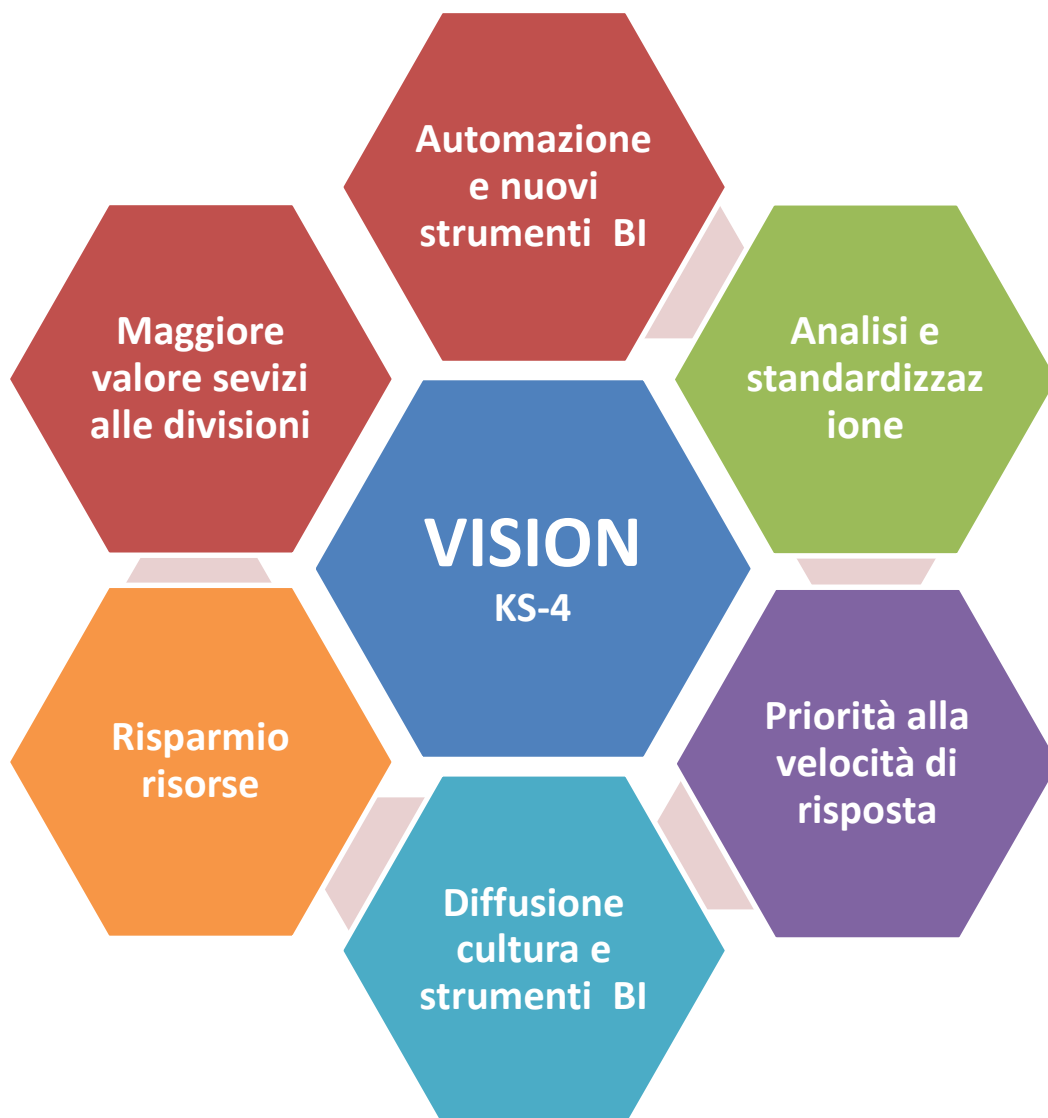 Automazione
e nuovi
strumenti  BI
Analisi e
standardizzaz
ione
Priorità alla
velocità di
risposta
Diffusione
cultura e
strumenti  BI
Risparmio
risorse
Maggiore
valore sevizi
alle divisioni
VISION
KS-4